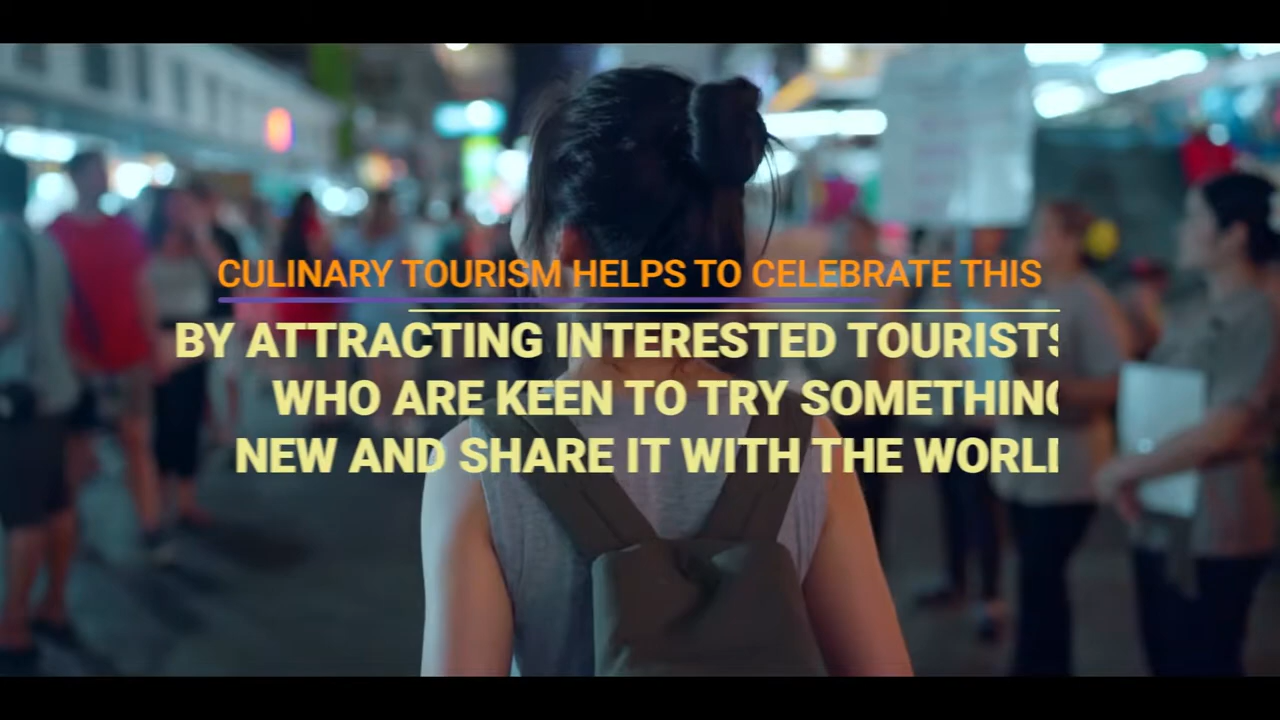 CULINARY TOURISM HELPS TO CELEBRATE THIS
BY ATTRACTING INTERESTED TOURISTS
WHO ARE KEEN TO TRY SOMETHING
NEW AND SHARE IT WITH THE WORLD